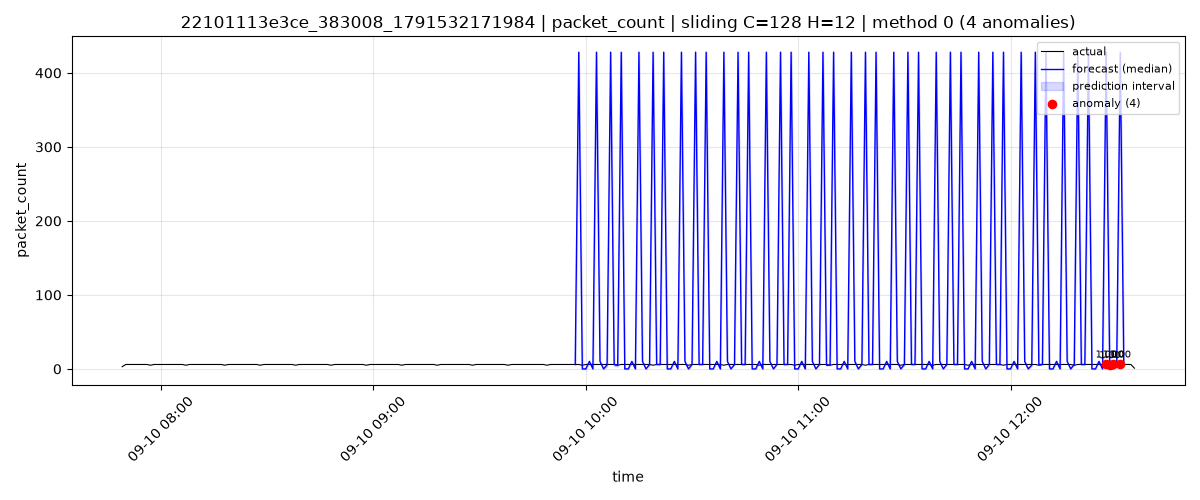 22101113e3ce_383008_1791532171984 | packet_count | sliding C=128 H=12 | method 0 (4 anomalies)
actual
forecast (median)
prediction interval
anomaly (4)
packet_count
400
300
200
100
0
09-10 08:00
09-10 09:00
09-10 10:00
09-10 11:00
09-10 12:00
time